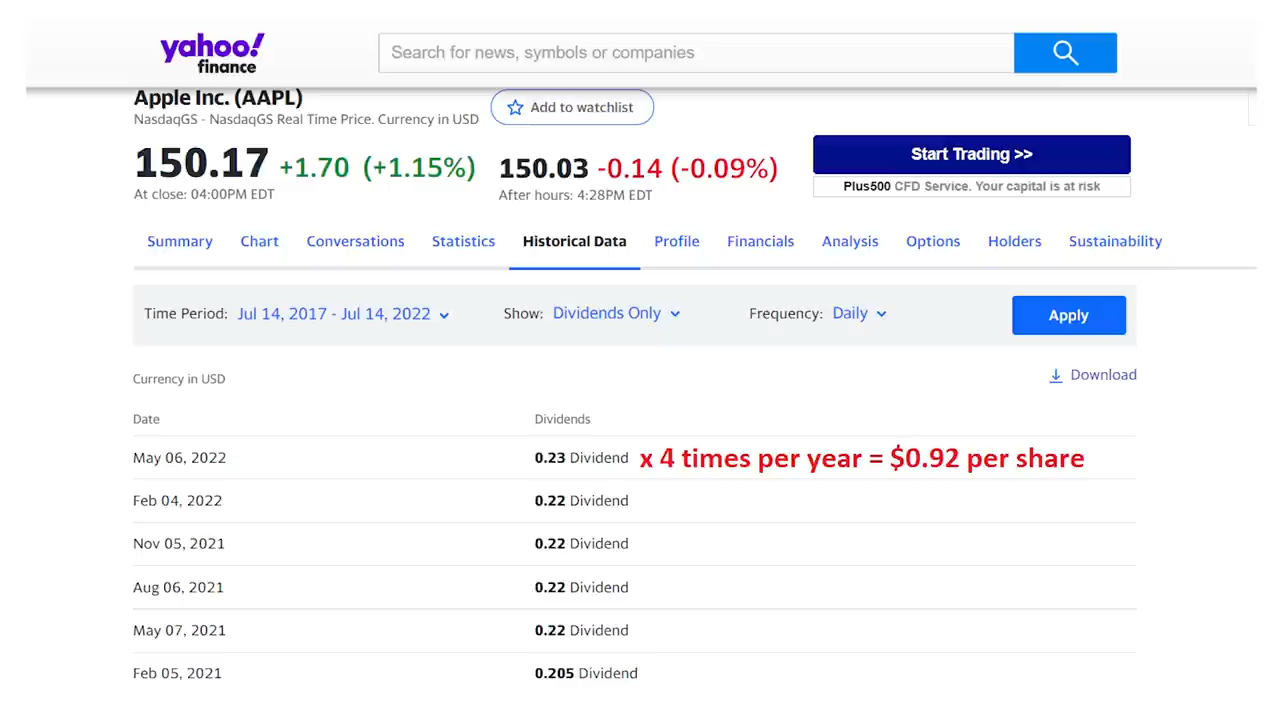 yahoo!
finance
Search for news, symbols or companies
Apple Inc. (AAPL)
Add to watchlist
NasdaqGS - NasdaqGS Real Time Price. Currency in USD
150.17 +1.70 (+1.15%)
150.03 -0.14 (-0.09%)
At close: 04:00PM EDT
After hours: 4:28PM EDT
Start Trading >>
Plus500 CFD Service. Your capital is at risk
Summary Chart Conversations Statistics Historical Data Profile Financials Analysis Options Holders Sustainability
Time Period: Jul 14, 2017 - Jul 14, 2022 Show: Dividends Only Frequency: Daily Apply
Currency in USD Download
Date Dividends
May 06, 2022 0.23 Dividend x 4 times per year = $0.92 per share
Feb 04, 2022 0.22 Dividend
Nov 05, 2021 0.22 Dividend
Aug 06, 2021 0.22 Dividend
May 07, 2021 0.22 Dividend
Feb 05, 2021 0.205 Dividend